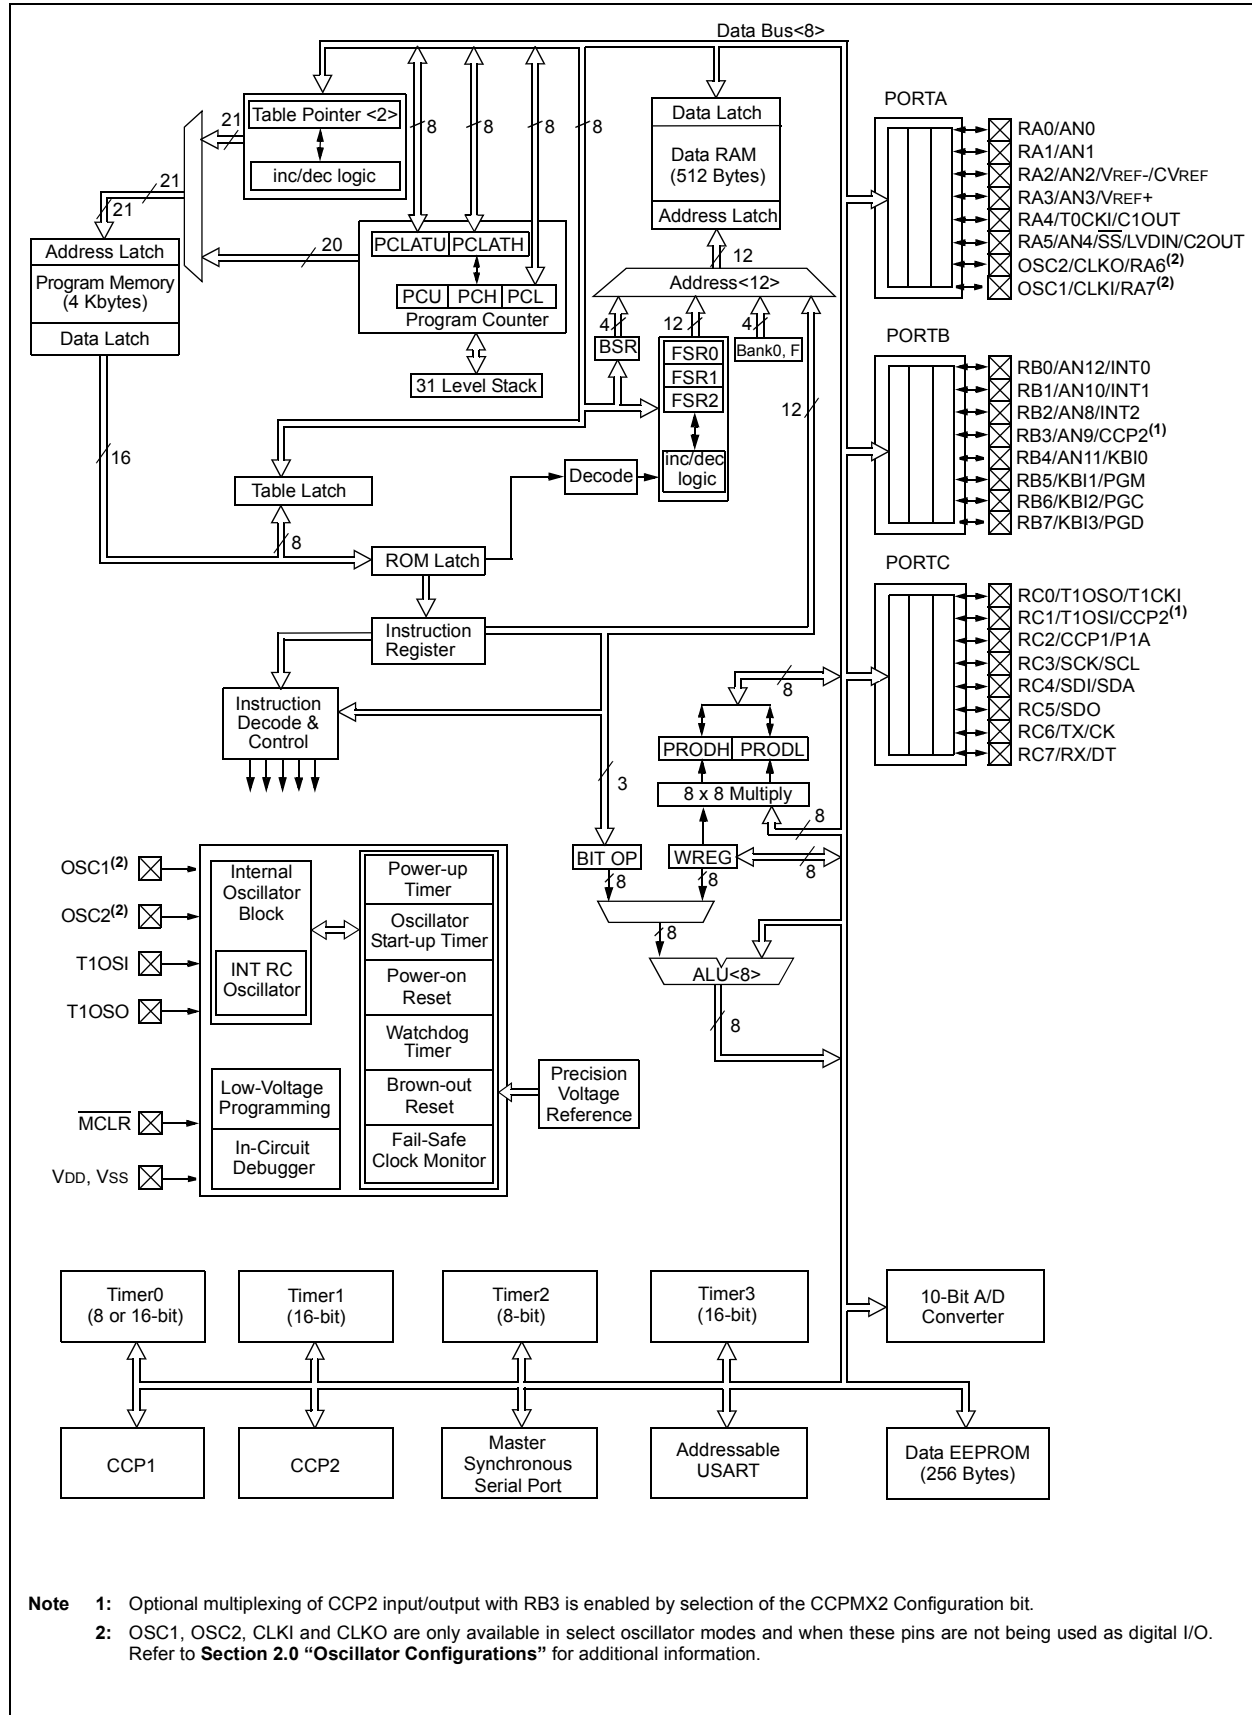 Data Bus<8>
Table Pointer <2>
inc/dec logic
21
21
21
20
8
8
8
8
PCLATU
PCLATH
PCU
PCH
PCL
Program Counter
31 Level Stack
Address Latch
Program Memory
(4 Kbytes)
Data Latch
Data Latch
Data RAM
(512 Bytes)
Address Latch
12
Address<12>
4
12
4
BSR
FSR0
FSR1
FSR2
inc/dec
logic
Bank0, F
12
16
Table Latch
8
Decode
ROM Latch
Instruction
Register
Instruction
Decode &
Control
PORTA
RA0/AN0
RA1/AN1
RA2/AN2/VREF-/CVREF
RA3/AN3/VREF+
RA4/T0CKI/C1OUT
RA5/AN4/SS/LVDIN/C2OUT
OSC2/CLKO/RA6(2)
OSC1/CLKI/RA7(2)
PORTB
RB0/AN12/INT0
RB1/AN10/INT1
RB2/AN8/INT2
RB3/AN9/CCP2(1)
RB4/AN11/KBI0
RB5/KBI1/PGM
RB6/KBI2/PGC
RB7/KBI3/PGD
PORTC
RC0/T1OSO/T1CKI
RC1/T1OSI/CCP2(1)
RC2/CCP1/P1A
RC3/SCK/SCL
RC4/SDI/SDA
RC5/SDO
RC6/TX/CK
RC7/RX/DT
8
PRODH
PRODL
8 x 8 Multiply
3
8
BIT OP
WREG
8
8
8
8
ALU<8>
8
OSC1(2)
OSC2(2)
T1OSI
T1OSO
MCLR
VDD, VSS
Internal
Oscillator
Block
INT RC
Oscillator
Low-Voltage
Programming
In-Circuit
Debugger
Power-up
Timer
Oscillator
Start-up Timer
Power-on
Reset
Watchdog
Timer
Brown-out
Reset
Fail-Safe
Clock Monitor
Precision
Voltage
Reference
Timer0
(8 or 16-bit)
Timer1
(16-bit)
Timer2
(8-bit)
Timer3
(16-bit)
10-Bit A/D
Converter
CCP1
CCP2
Master
Synchronous
Serial Port
Addressable
USART
Data EEPROM
(256 Bytes)
Note 1: Optional multiplexing of CCP2 input/output with RB3 is enabled by selection of the CCPMX2 Configuration bit.
2: OSC1, OSC2, CLKI and CLKO are only available in select oscillator modes and when these pins are not being used as digital I/O.
Refer to Section 2.0 “Oscillator Configurations” for additional information.